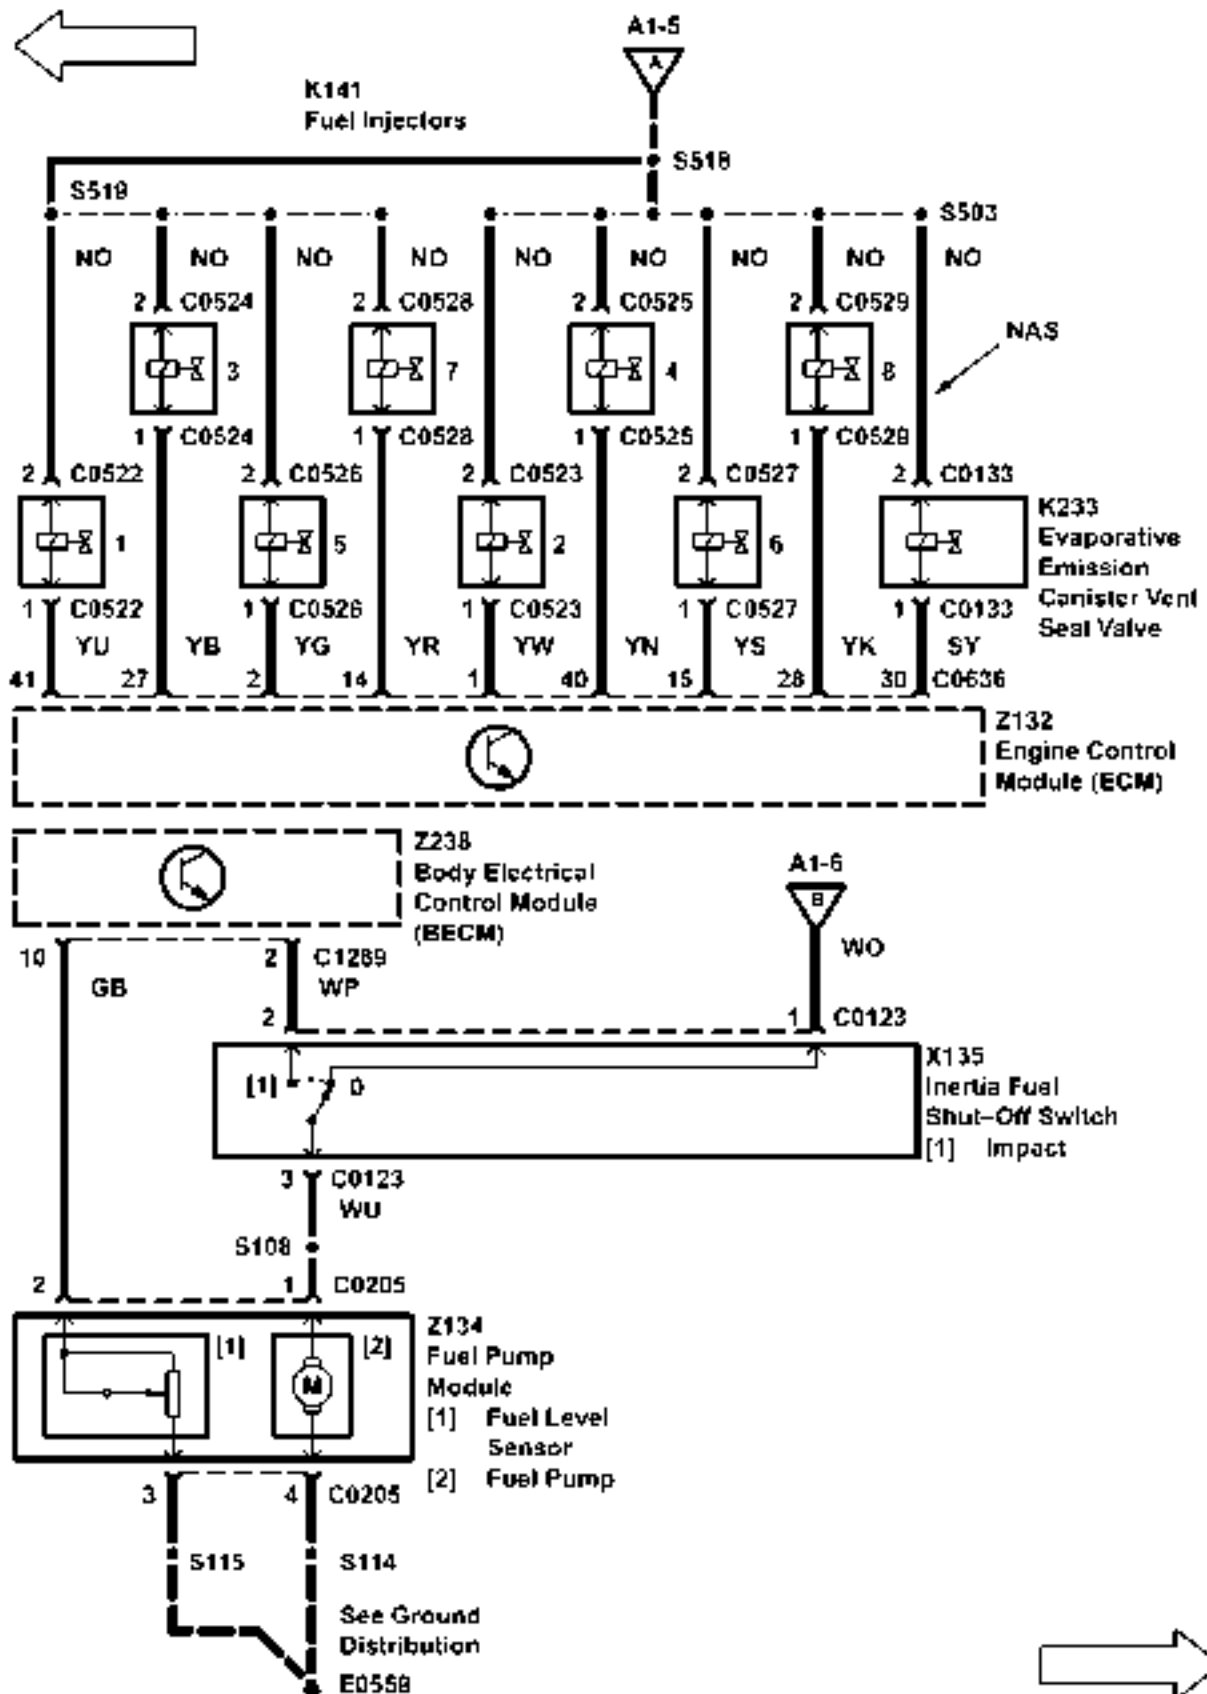 A1-5
A
K141
Fuel Injectors
S518
S519
S503
NO NO NO NO NO NO NO NO NO
2 C0524 2 C0528 2 C0525 2 C0529
NAS
3 7 4 8
1 C0524 1 C0528 1 C0525 1 C0529
2 C0522 2 C0526 2 C0523 2 C0527 2 C0133
K233
Evaporative
Emission
Canister Vent
Seal Valve
1 5 2 6
1 C0522 1 C0526 1 C0523 1 C0527 1 C0133
YU YB YG YR YW YN YS YK SY
41 27 2 14 1 40 15 28 30 C0636
Z132
Engine Control
Module (ECM)
Z238
Body Electrical
Control Module
(BECM)
A1-6
B
10 2 C1289
GB WP WO
2 1 C0123
X135
Inertia Fuel
Shut-Off Switch
[1] Impact
[1] 0
3 C0123
WU
S108
2 1 C0205
Z134
Fuel Pump
Module
[1] Fuel Level
Sensor
[2] Fuel Pump
[1] [2]
M
3 4 C0205
S115 S114
See Ground
Distribution
E0559